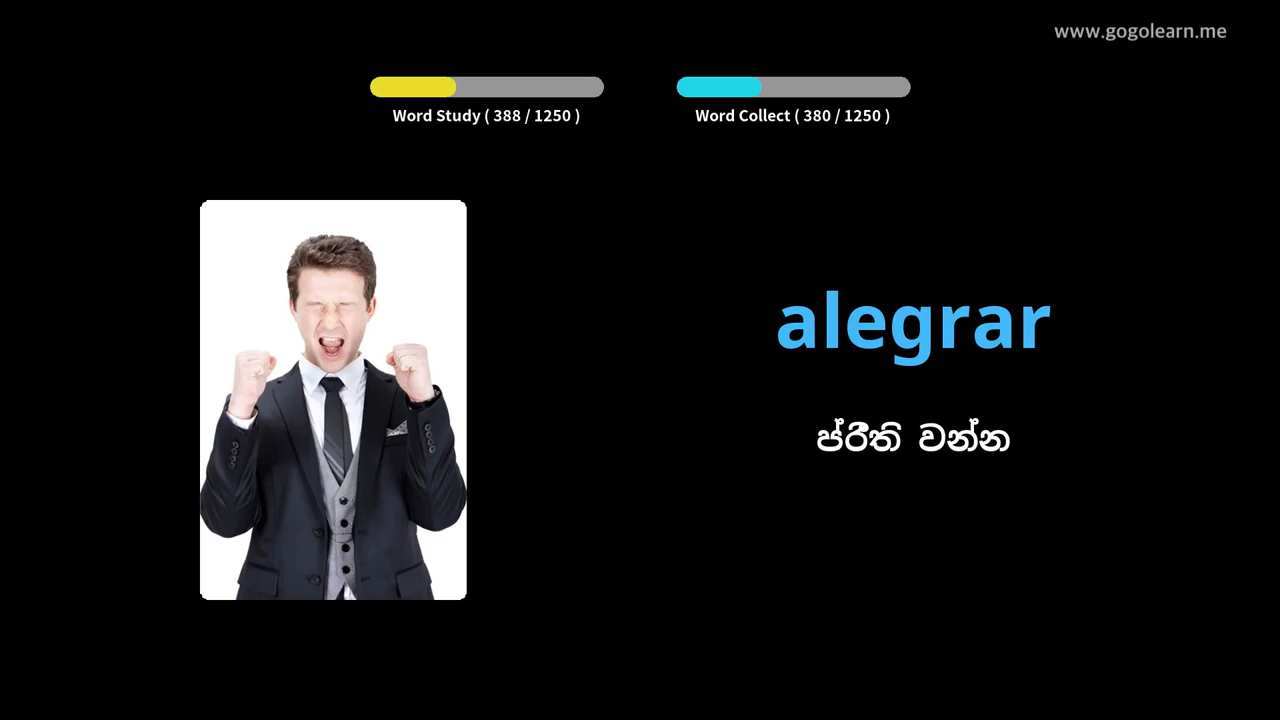 www.gogolearn.me
Word Study ( 388 / 1250 )
Word Collect ( 380 / 1250 )
alegrar
ප්රීති වන්න